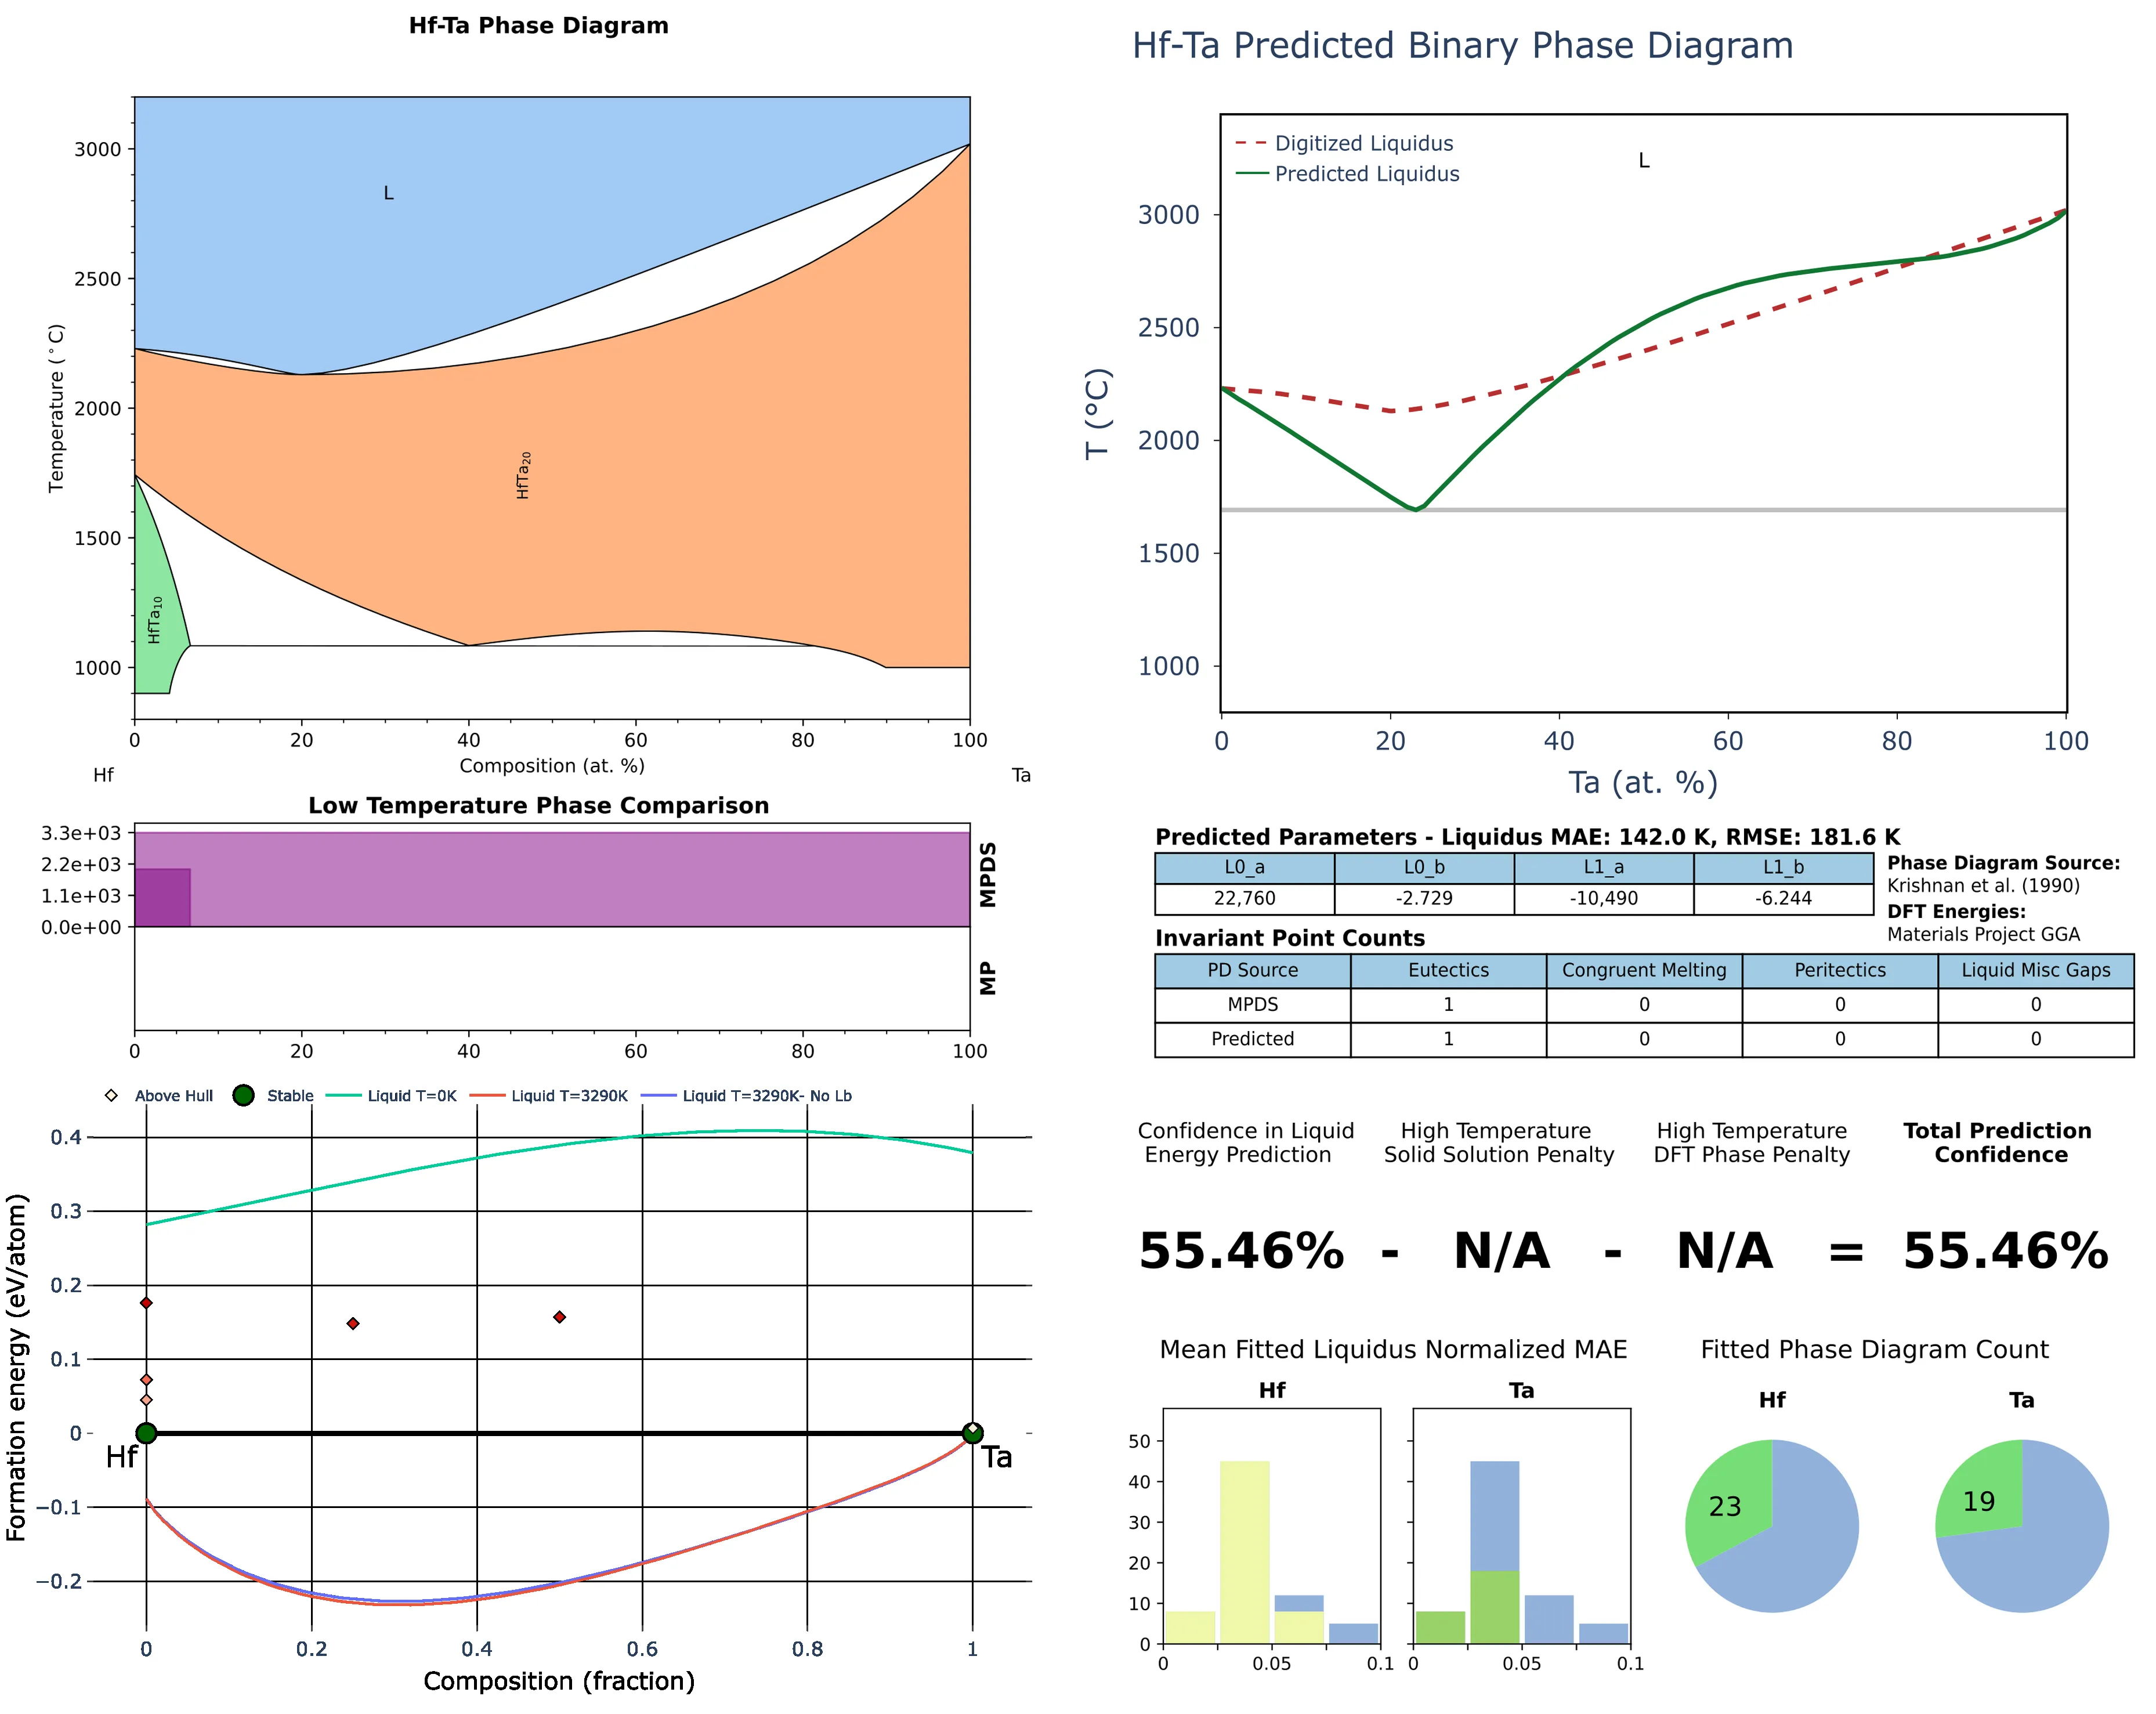 Hf-Ta Phase Diagram
3000
2500
2000
1500
1000
Temperature (°C)
L
HfTa20
HfTa10
0 20 40 60 80 100
Composition (at. %)
Hf Ta
Low Temperature Phase Comparison
3.3e+03
2.2e+03
1.1e+03
0.0e+00
MPDS
MP
0 20 40 60 80 100
Above Hull Stable Liquid T=0K Liquid T=3290K Liquid T=3290K- No Lb
0.4
0.3
0.2
0.1
0
−0.1
−0.2
Formation energy (eV/atom)
Hf Ta
0 0.2 0.4 0.6 0.8 1
Composition (fraction)
Hf-Ta Predicted Binary Phase Diagram
Digitized Liquidus
Predicted Liquidus
L
3000
2500
2000
1500
1000
T (°C)
0 20 40 60 80 100
Ta (at. %)
Predicted Parameters - Liquidus MAE: 142.0 K, RMSE: 181.6 K
L0_a L0_b L1_a L1_b
22,760 -2.729 -10,490 -6.244
Phase Diagram Source:
Krishnan et al. (1990)
DFT Energies:
Materials Project GGA
Invariant Point Counts
PD Source Eutectics Congruent Melting Peritectics Liquid Misc Gaps
MPDS 1 0 0 0
Predicted 1 0 0 0
Confidence in Liquid
Energy Prediction
High Temperature
Solid Solution Penalty
High Temperature
DFT Phase Penalty
Total Prediction
Confidence
55.46% - N/A - N/A = 55.46%
Mean Fitted Liquidus Normalized MAE
Hf Ta
50
40
30
20
10
0
0 0.05 0.1 0 0.05 0.1
Fitted Phase Diagram Count
Hf Ta
23 19